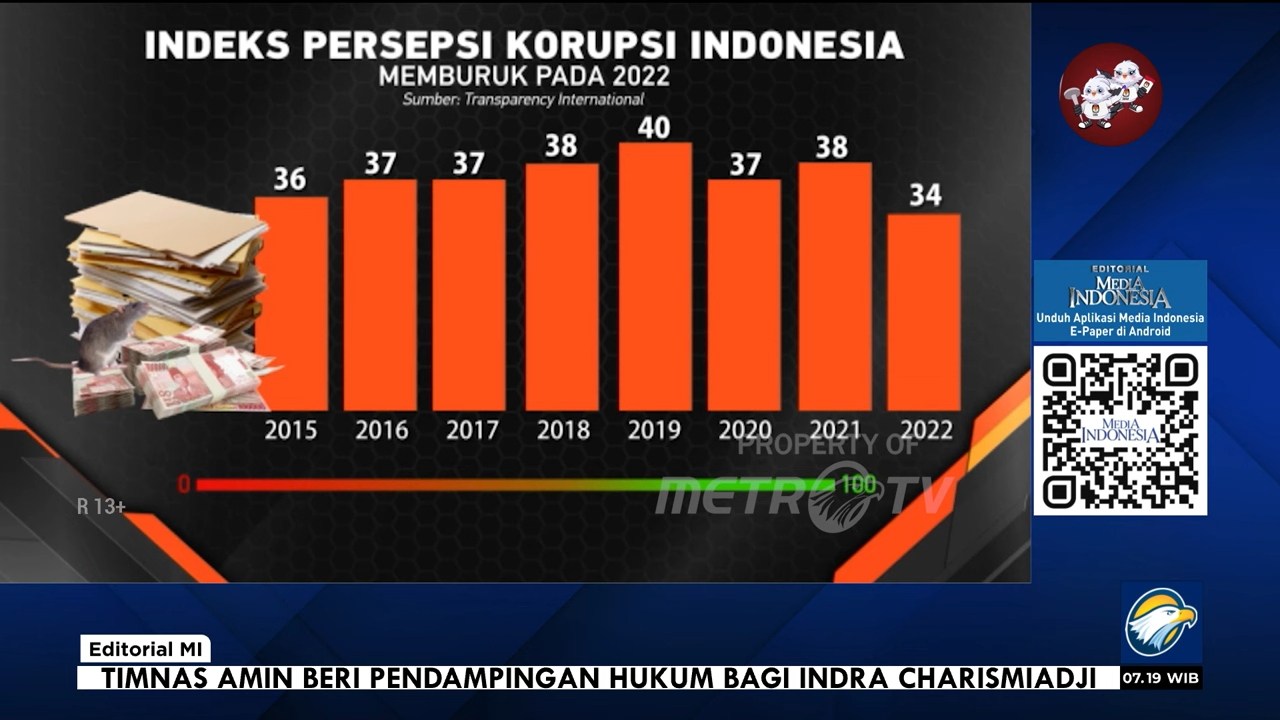 INDEKS PERSEPSI KORUPSI INDONESIA
MEMBURUK PADA 2022
Sumber: Transparency International
36
37
37
38
40
37
38
34
2015
2016
2017
2018
2019
2020
2021
2022
0
100
PROPERTY OF
METRO TV
R 13+
EDITORIAL
MEDIA
INDONESIA
Unduh Aplikasi Media Indonesia
E-Paper di Android
MEDIA
INDONESIA
Editorial MI
TIMNAS AMIN BERI PENDAMPINGAN HUKUM BAGI INDRA CHARISMIADJI
07.19 WIB